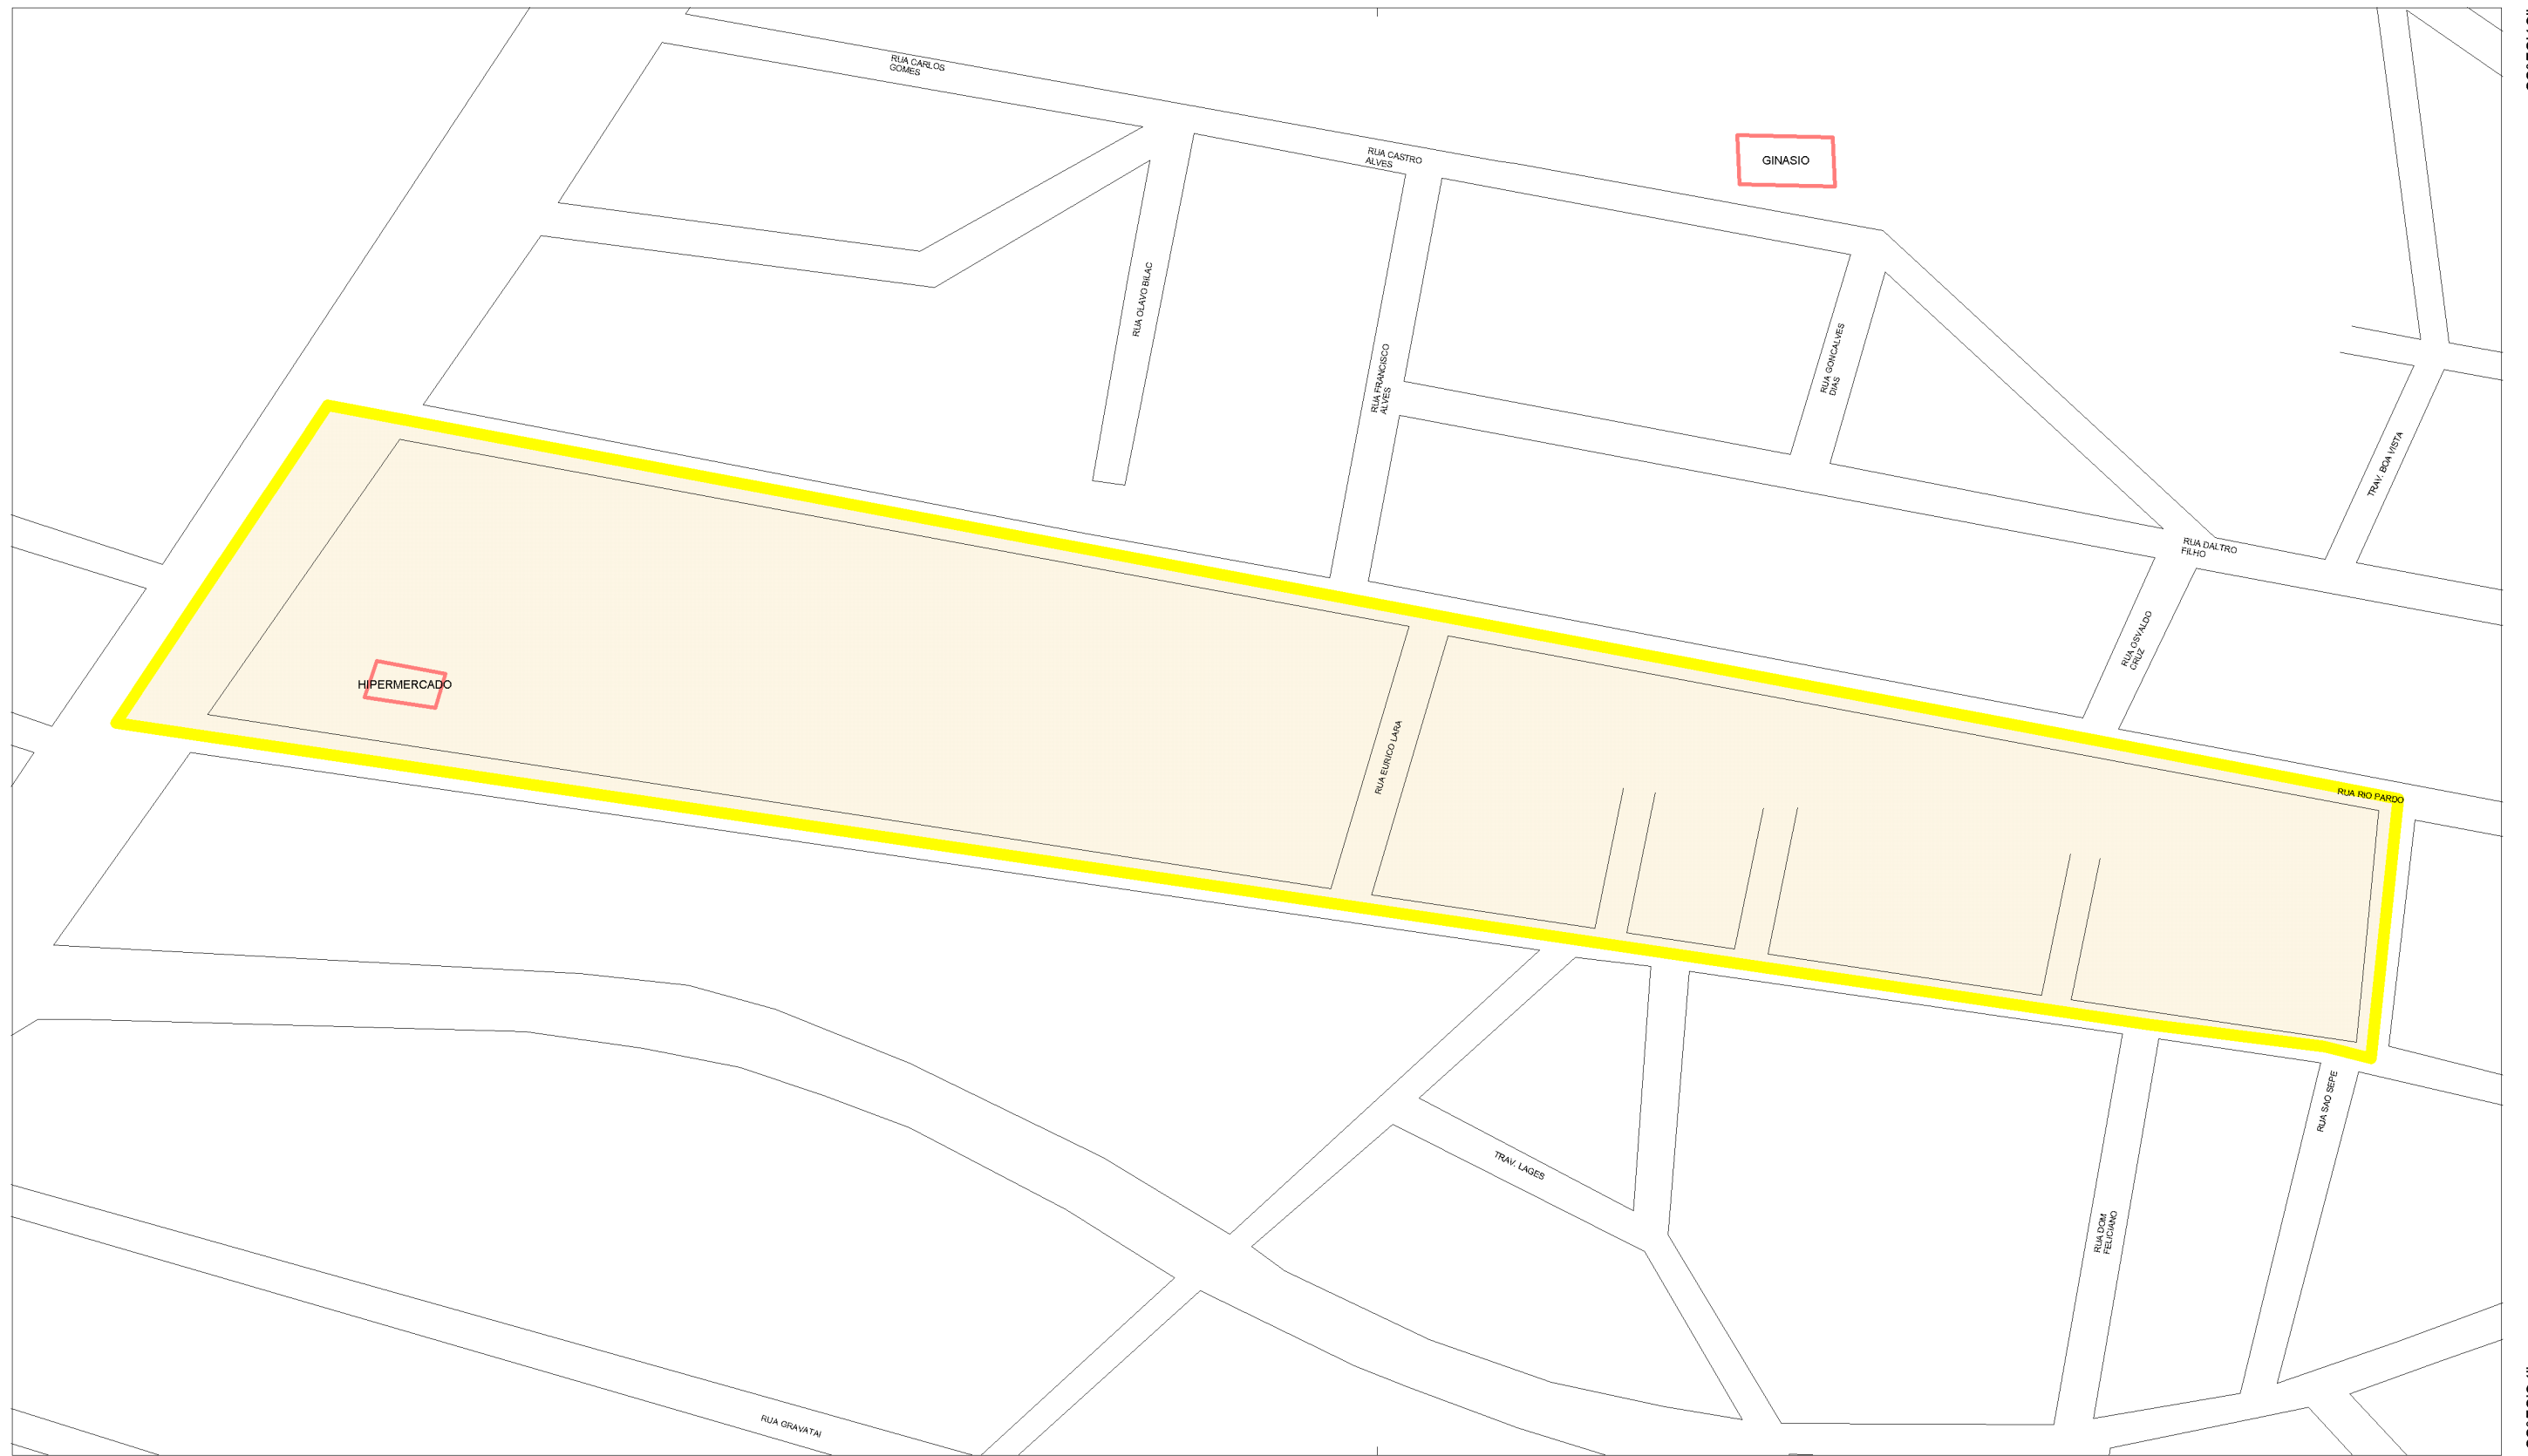 RUA CARLOS
GOMES
RUA CASTRO
ALVES
GINASIO
RUA OLAVO BILAC
RUA FRANCISCO
ALVES
RUA GONCALVES
DIAS
TRAV. BOA VISTA
RUA DALTRO
FILHO
RUA OSVALDO
CRUZ
HIPERMERCADO
RUA EURICO LARA
RUA RIO PARDO
RUA SAO SEPE
TRAV. LAGES
RUA DOM
FELICIANO
RUA GRAVATAI